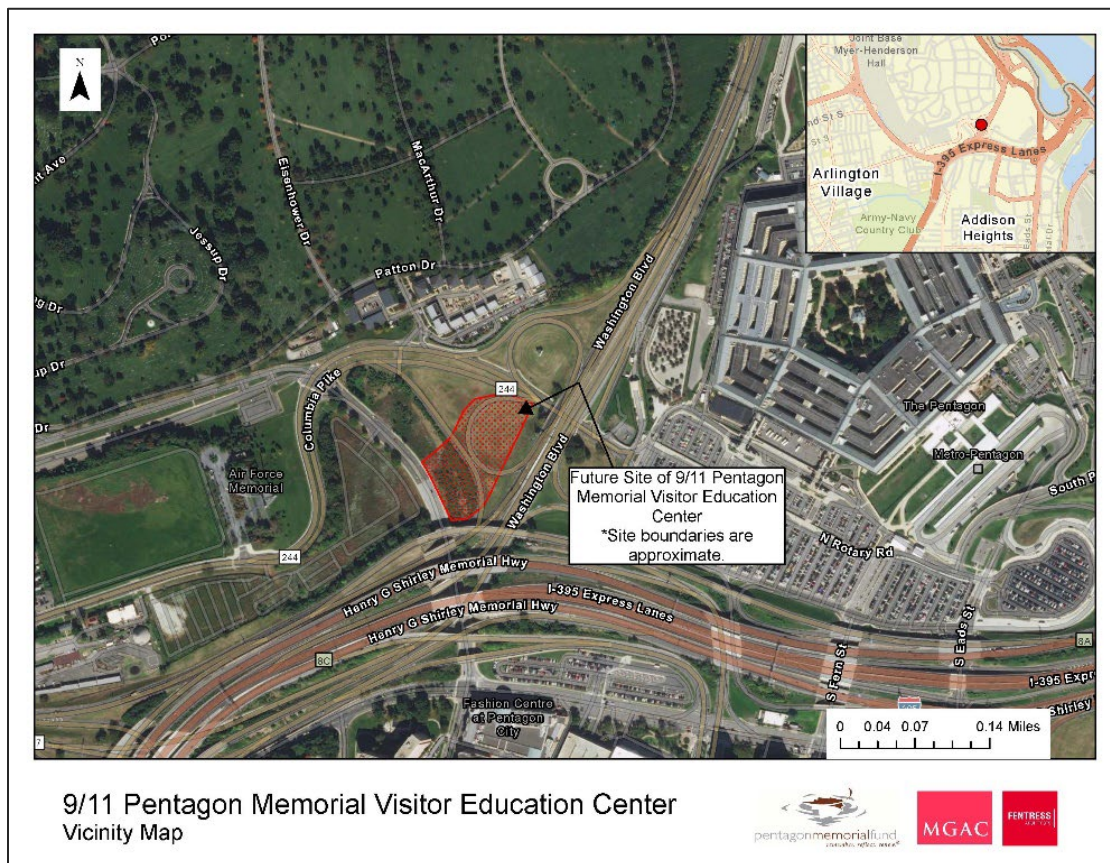 N
Eisenhower Dr
MacArthur Dr
Jessup Dr
Patton Dr
Washington Blvd
244
Columbia Pike
Air Force
Memorial
244
Washington Blvd
The Pentagon
Metro-Pentagon
South P
N Rotary Rd
Future Site of 9/11 Pentagon
Memorial Visitor Education
Center
*Site boundaries are
approximate.
Henry G Shirley Memorial Hwy
I-395 Express Lanes
Henry G Shirley Memorial Hwy
8C
8A
S Fern St
S Eads St
I-395 Expr
Fashion Centre
at Pentagon
City
Joint Base
Myer-Henderson
Hall
I-395 Express Lanes
Arlington
Village
Army-Navy
Country Club
Addison
Heights
0 0.04 0.07 0.14 Miles
9/11 Pentagon Memorial Visitor Education Center
Vicinity Map
pentagonmemorialfund
MGAC
FENTRESS